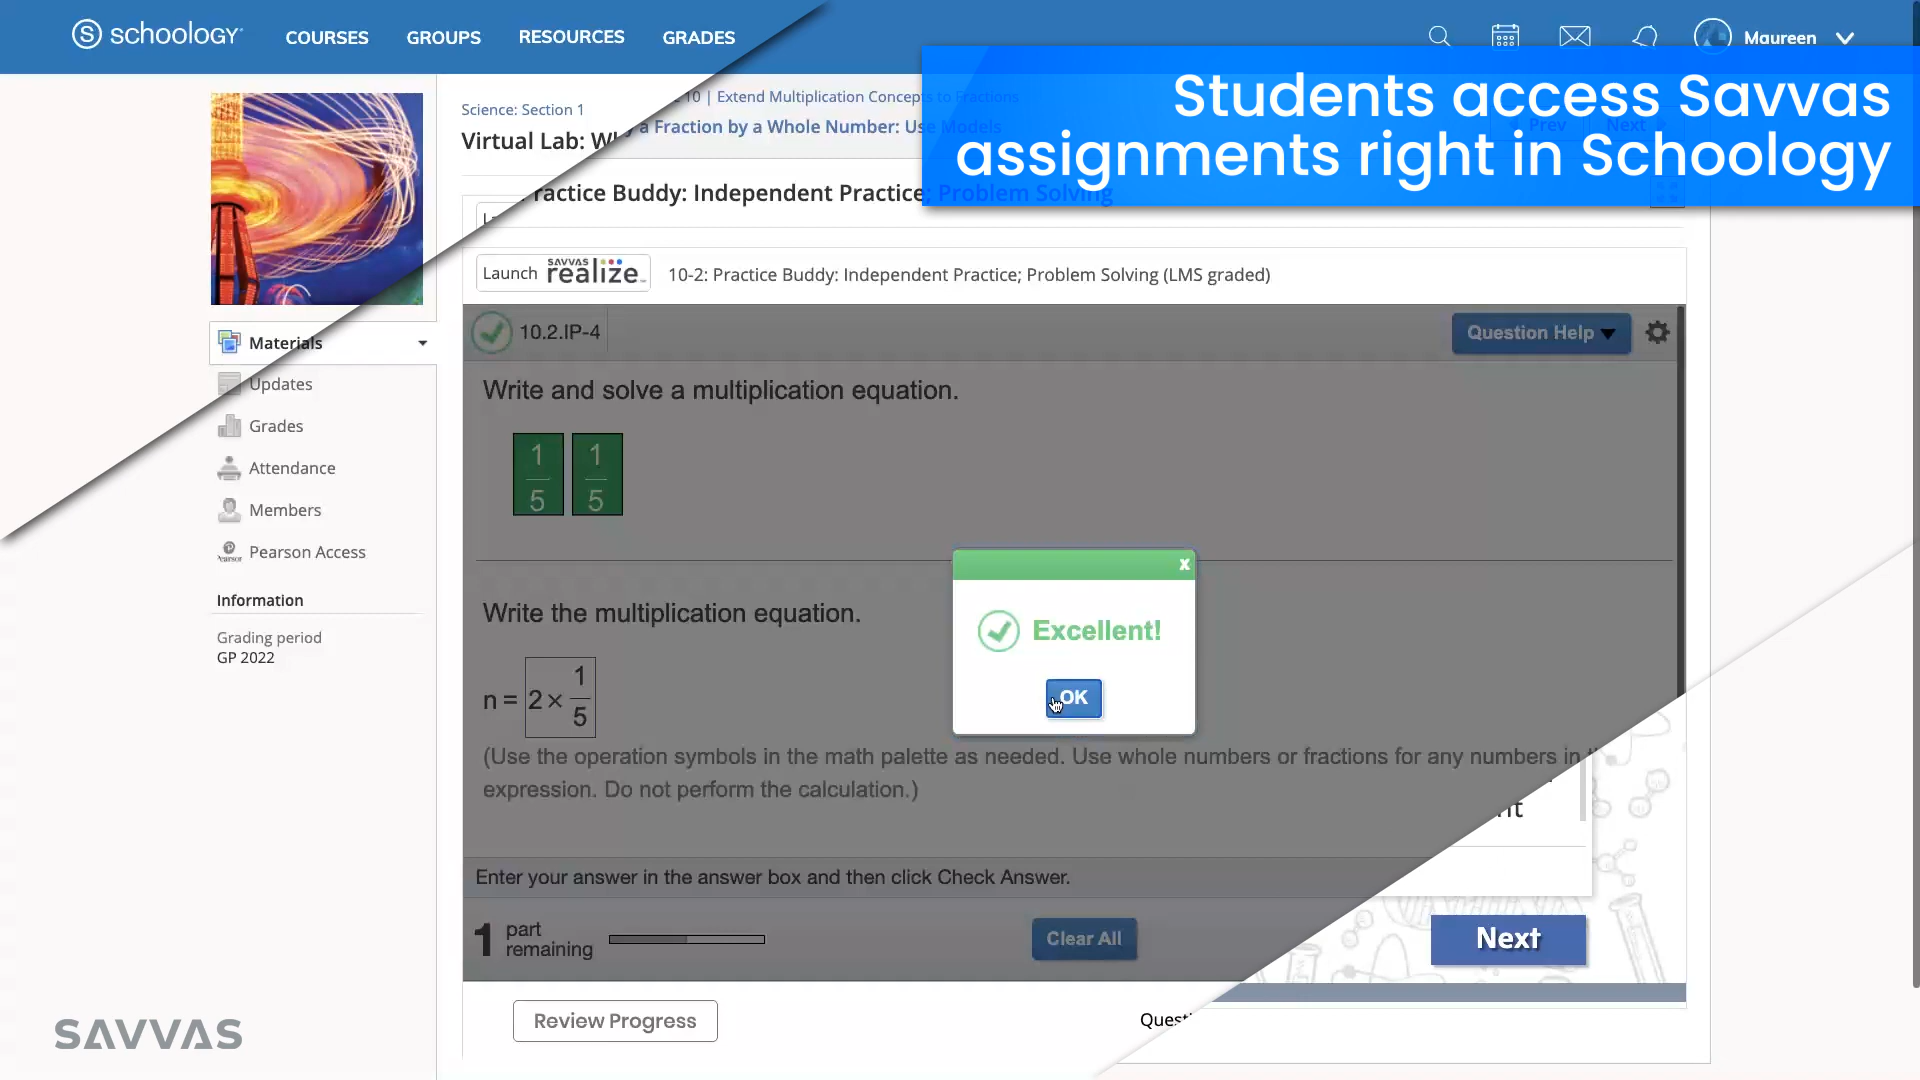 schoology
COURSES
GROUPS
RESOURCES
GRADES
Maureen
Students access Savvas
assignments right in Schoology
Science: Section 1
10 | Extend Multiplication Concepts to Fractions
Virtual Lab:
a Fraction by a Whole Number: Use Models
Prev
Next
Practice Buddy: Independent Practice; Problem Solving
Launch SAVVAS realize
10-2: Practice Buddy: Independent Practice; Problem Solving (LMS graded)
Materials
Updates
Grades
Attendance
Members
Pearson Access
Information
Grading period
GP 2022
10.2.IP-4
Question Help
Write and solve a multiplication equation.
1 1
5 5
Write the multiplication equation.
n = 2 × 1/5
(Use the operation symbols in the math palette as needed. Use whole numbers or fractions for any numbers in
expression. Do not perform the calculation.)
x
Excellent!
OK
Enter your answer in the answer box and then click Check Answer.
1 part
remaining
Clear All
Next
Review Progress
SAVVAS